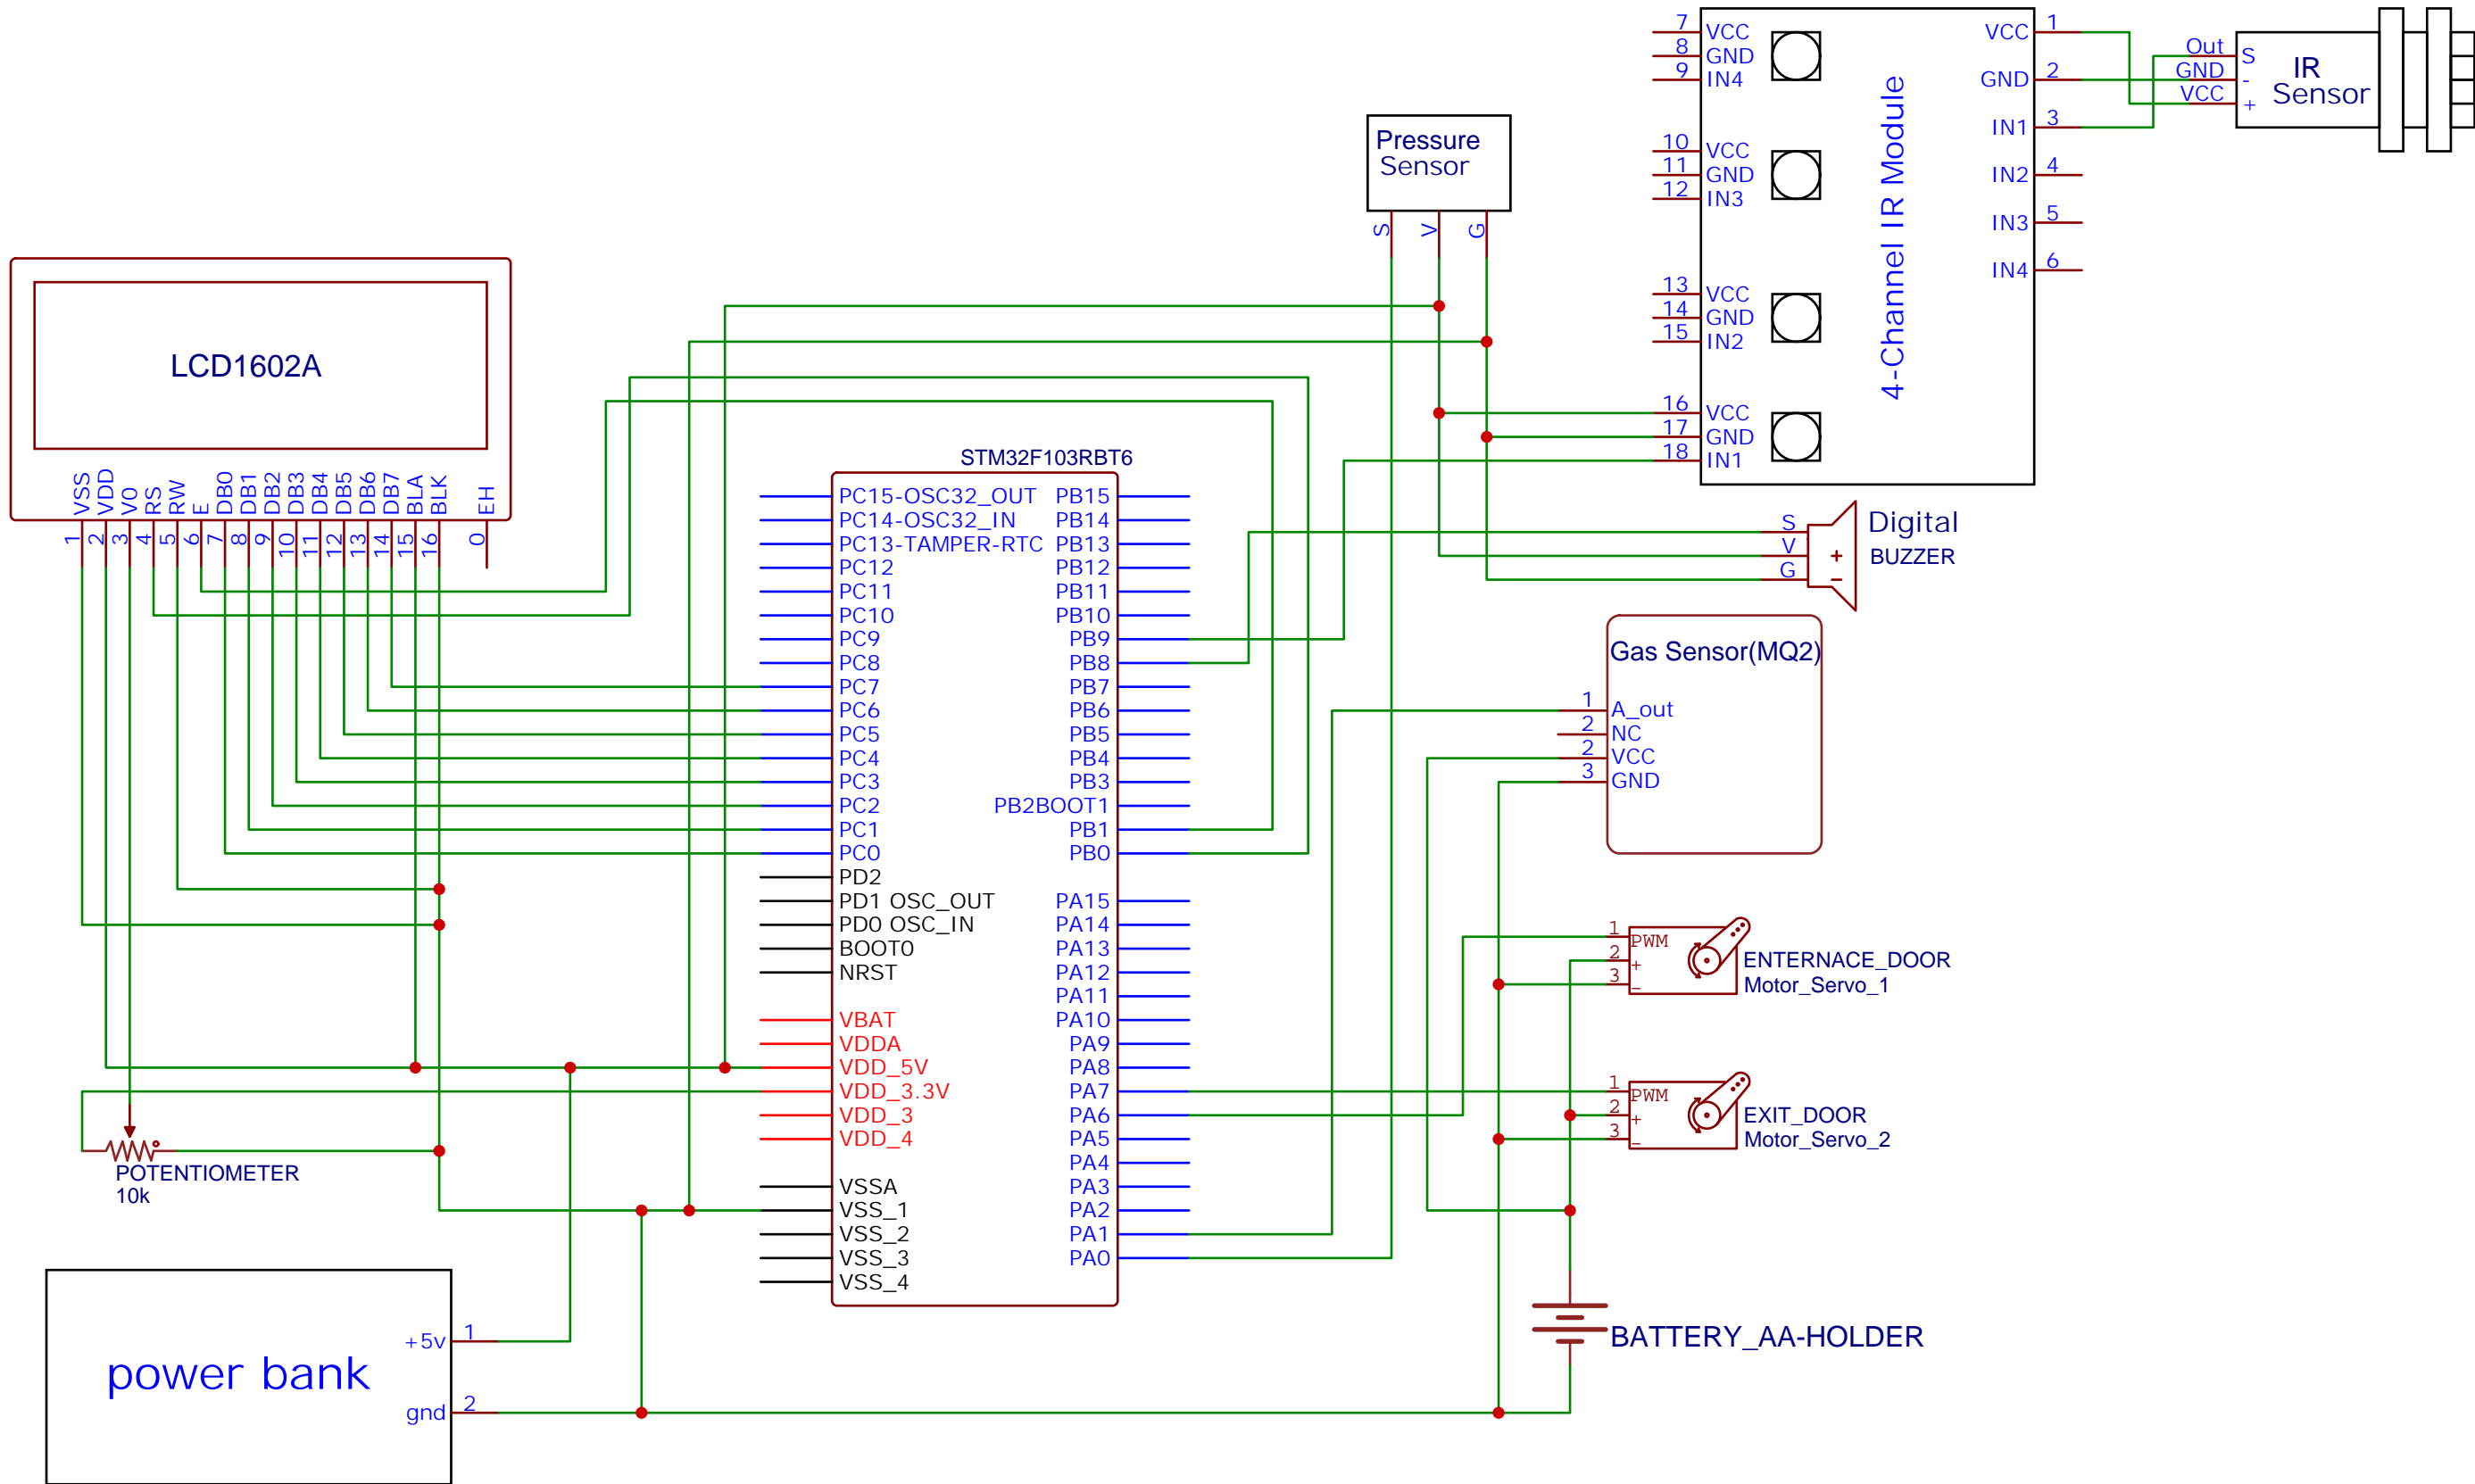 LCD1602A
VSS
VDD
V0
RS
RW
E
DB0
DB1
DB2
DB3
DB4
DB5
DB6
DB7
BLA
BLK
EH
1
2
3
4
5
6
7
8
9
10
11
12
13
14
15
16
0
POTENTIOMETER
10k
power bank
+5v 1
gnd 2
STM32F103RBT6
PC15-OSC32_OUT
PC14-OSC32_IN
PC13-TAMPER-RTC
PC12
PC11
PC10
PC9
PC8
PC7
PC6
PC5
PC4
PC3
PC2
PC1
PC0
PD2
PD1 OSC_OUT
PD0 OSC_IN
BOOT0
NRST
VBAT
VDDA
VDD_5V
VDD_3.3V
VDD_3
VDD_4
VSSA
VSS_1
VSS_2
VSS_3
VSS_4
PB15
PB14
PB13
PB12
PB11
PB10
PB9
PB8
PB7
PB6
PB5
PB4
PB3
PB2BOOT1
PB1
PB0
PA15
PA14
PA13
PA12
PA11
PA10
PA9
PA8
PA7
PA6
PA5
PA4
PA3
PA2
PA1
PA0
Pressure
Sensor
S
V
G
4-Channel IR Module
7 VCC
8 GND
9 IN4
10 VCC
11 GND
12 IN3
13 VCC
14 GND
15 IN2
16 VCC
17 GND
18 IN1
VCC 1
GND 2
IN1 3
IN2 4
IN3 5
IN4 6
Out S
GND -
VCC +
IR
Sensor
S
V +
G −
Digital
BUZZER
Gas Sensor(MQ2)
1 A_out
2 NC
2 VCC
3 GND
1 PWM
2 +
3 −
ENTERNACE_DOOR
Motor_Servo_1
1 PWM
2 +
3 −
EXIT_DOOR
Motor_Servo_2
BATTERY_AA-HOLDER